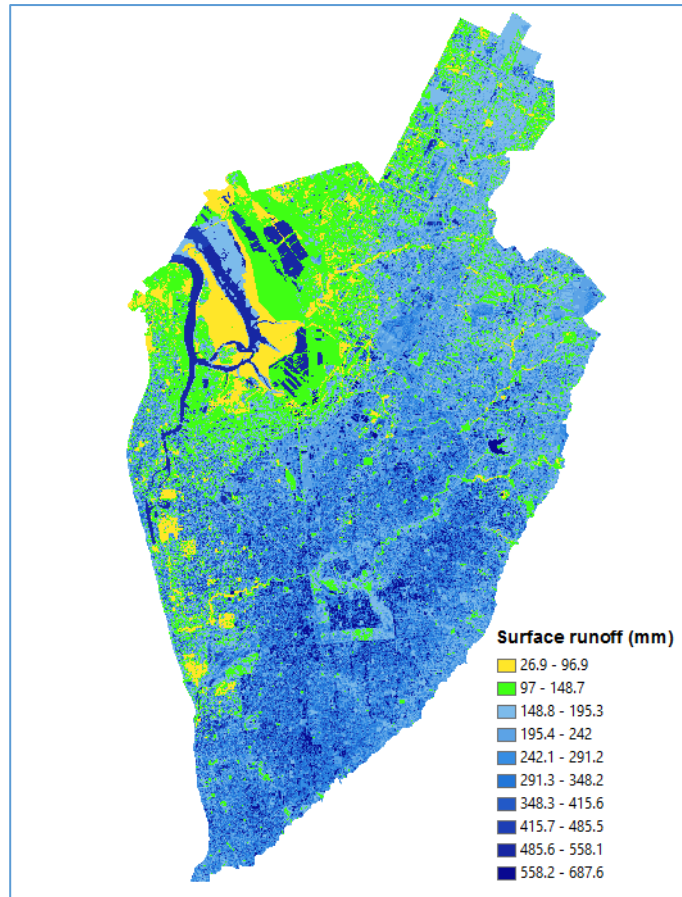 Surface runoff (mm)
26.9 - 96.9
97 - 148.7
148.8 - 195.3
195.4 - 242
242.1 - 291.2
291.3 - 348.2
348.3 - 415.6
415.7 - 485.5
485.6 - 558.1
558.2 - 687.6